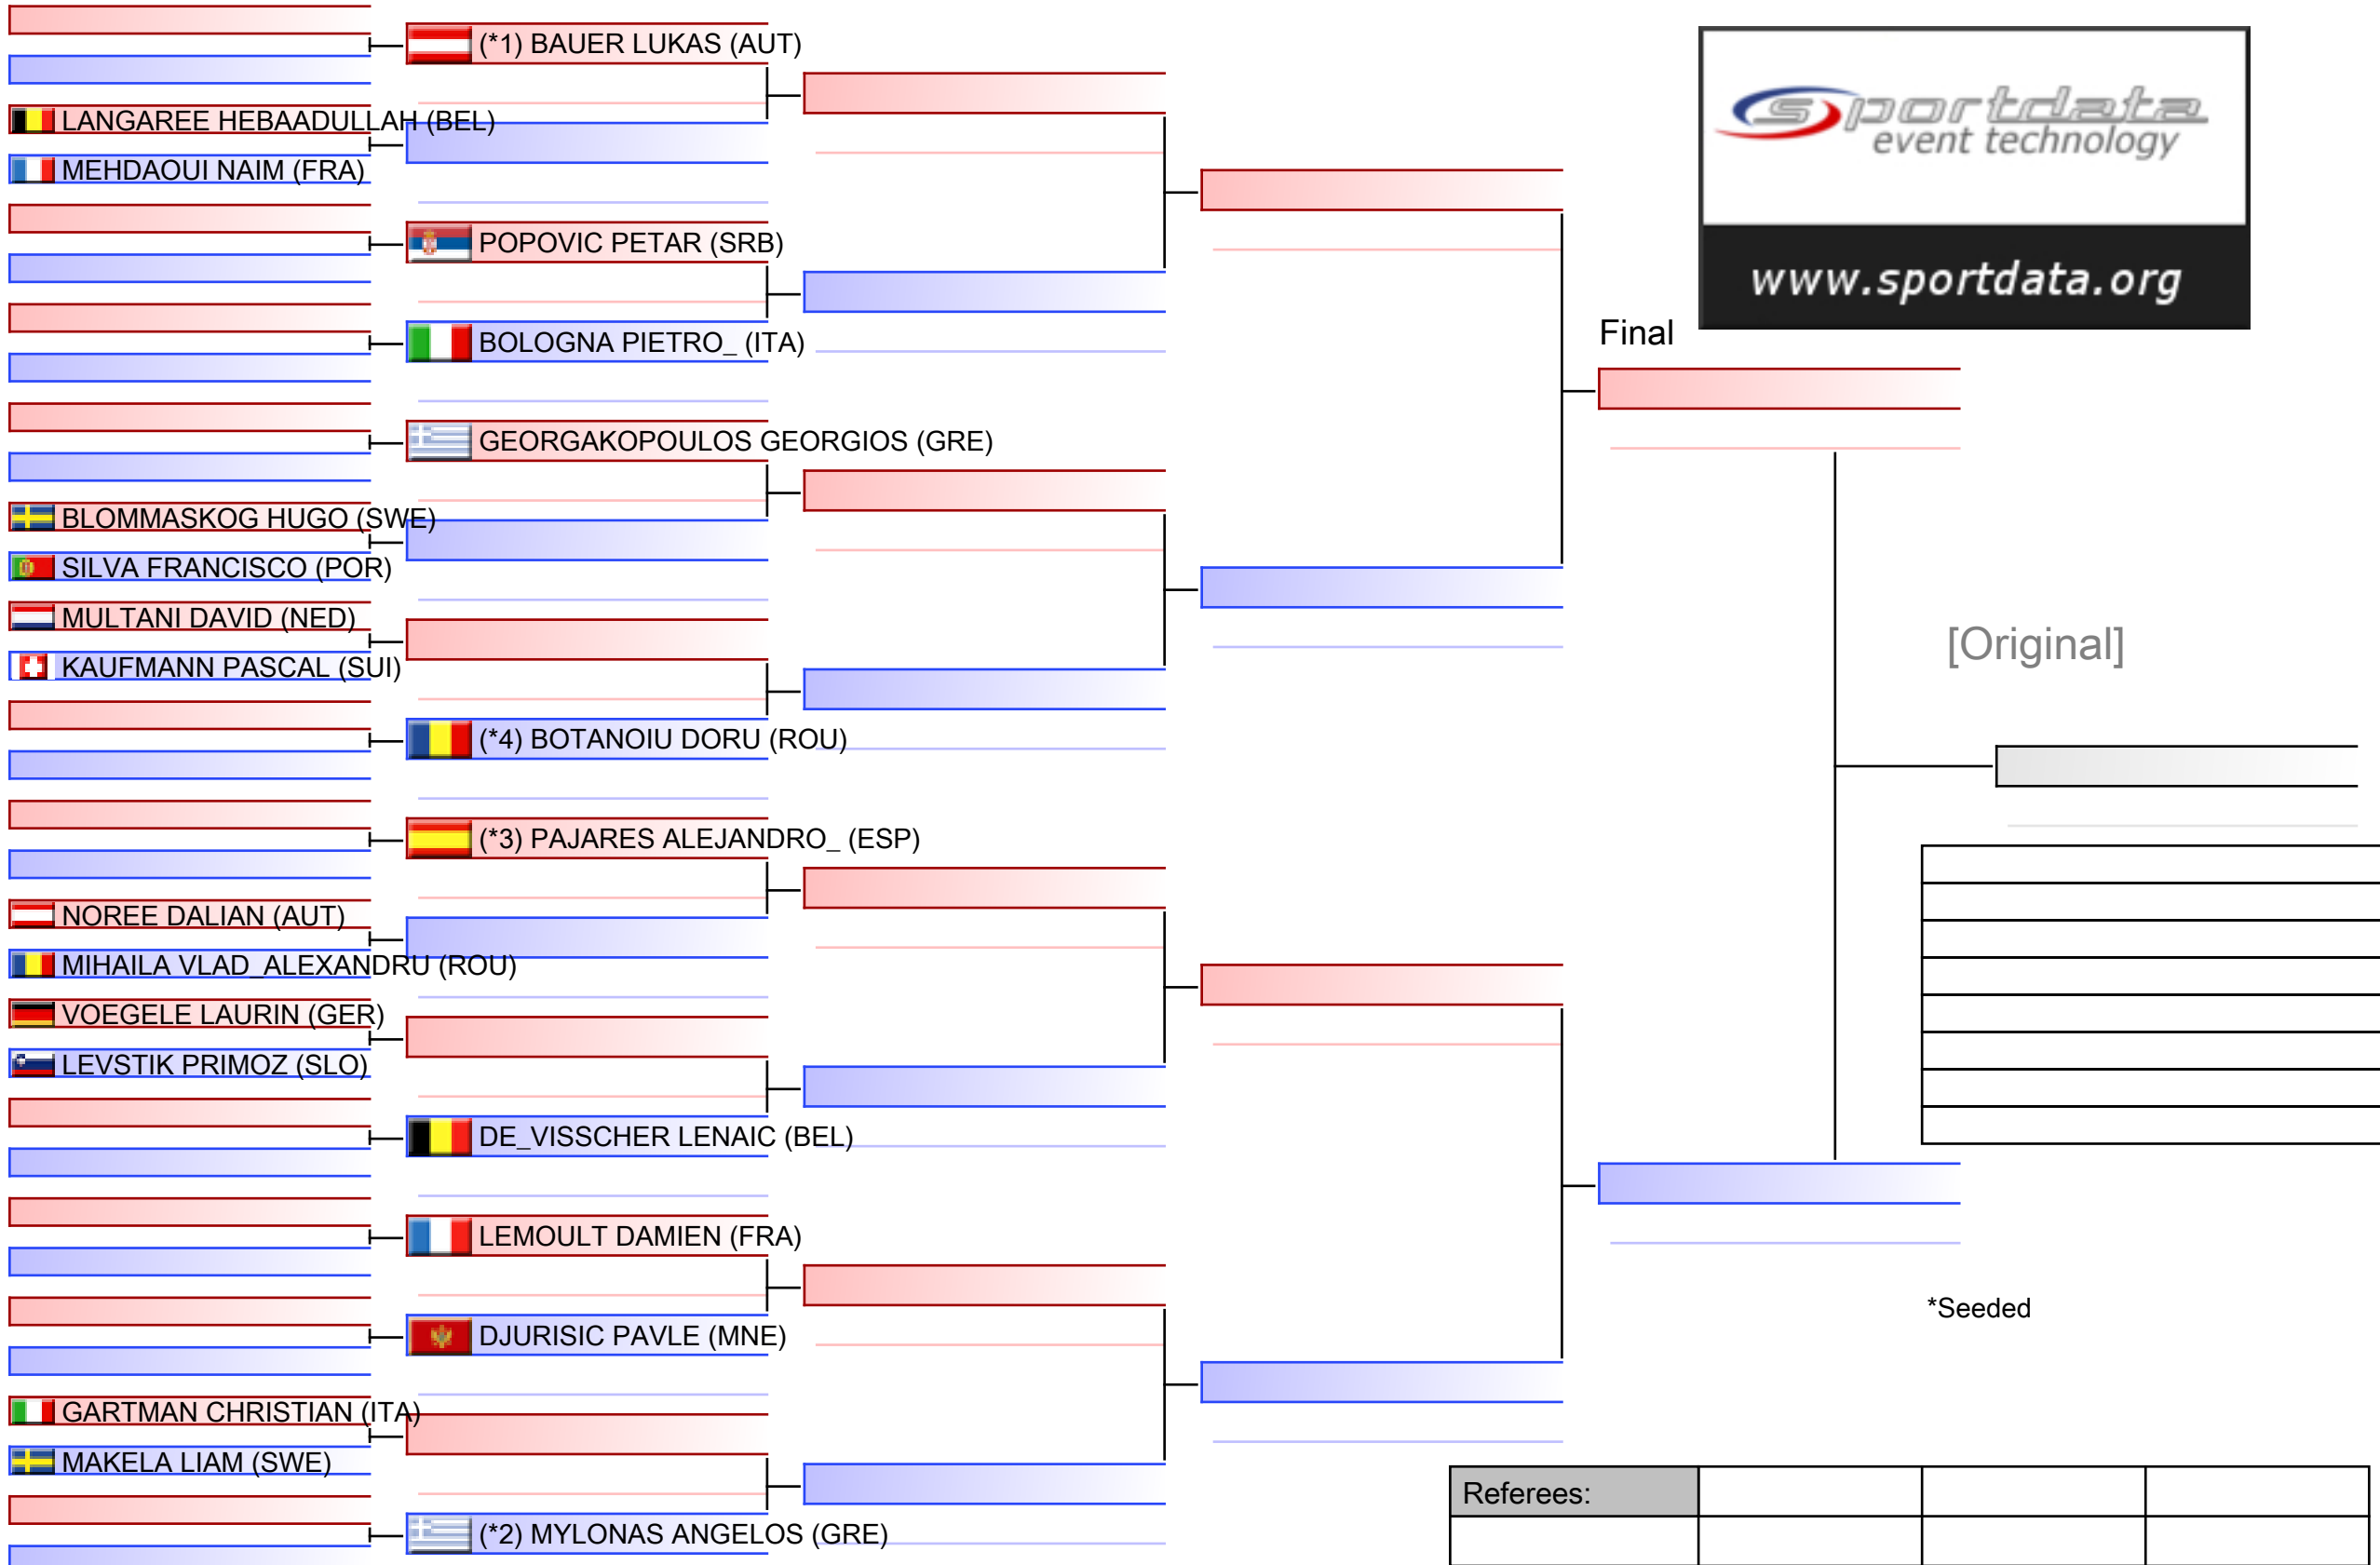 (*1) BAUER LUKAS (AUT)
LANGAREE HEBAADULLAH (BEL)
MEHDAOUI NAIM (FRA)
POPOVIC PETAR (SRB)
BOLOGNA PIETRO_ (ITA)
GEORGAKOPOULOS GEORGIOS (GRE)
BLOMMASKOG HUGO (SWE)
SILVA FRANCISCO (POR)
MULTANI DAVID (NED)
KAUFMANN PASCAL (SUI)
(*4) BOTANOIU DORU (ROU)
(*3) PAJARES ALEJANDRO_ (ESP)
NOREE DALIAN (AUT)
MIHAILA VLAD_ALEXANDRU (ROU)
VOEGELE LAURIN (GER)
LEVSTIK PRIMOZ (SLO)
DE_VISSCHER LENAIC (BEL)
LEMOULT DAMIEN (FRA)
DJURISIC PAVLE (MNE)
GARTMAN CHRISTIAN (ITA)
MAKELA LIAM (SWE)
(*2) MYLONAS ANGELOS (GRE)
sportdata
event technology
www.sportdata.org
Final
[Original]
*Seeded
Referees: